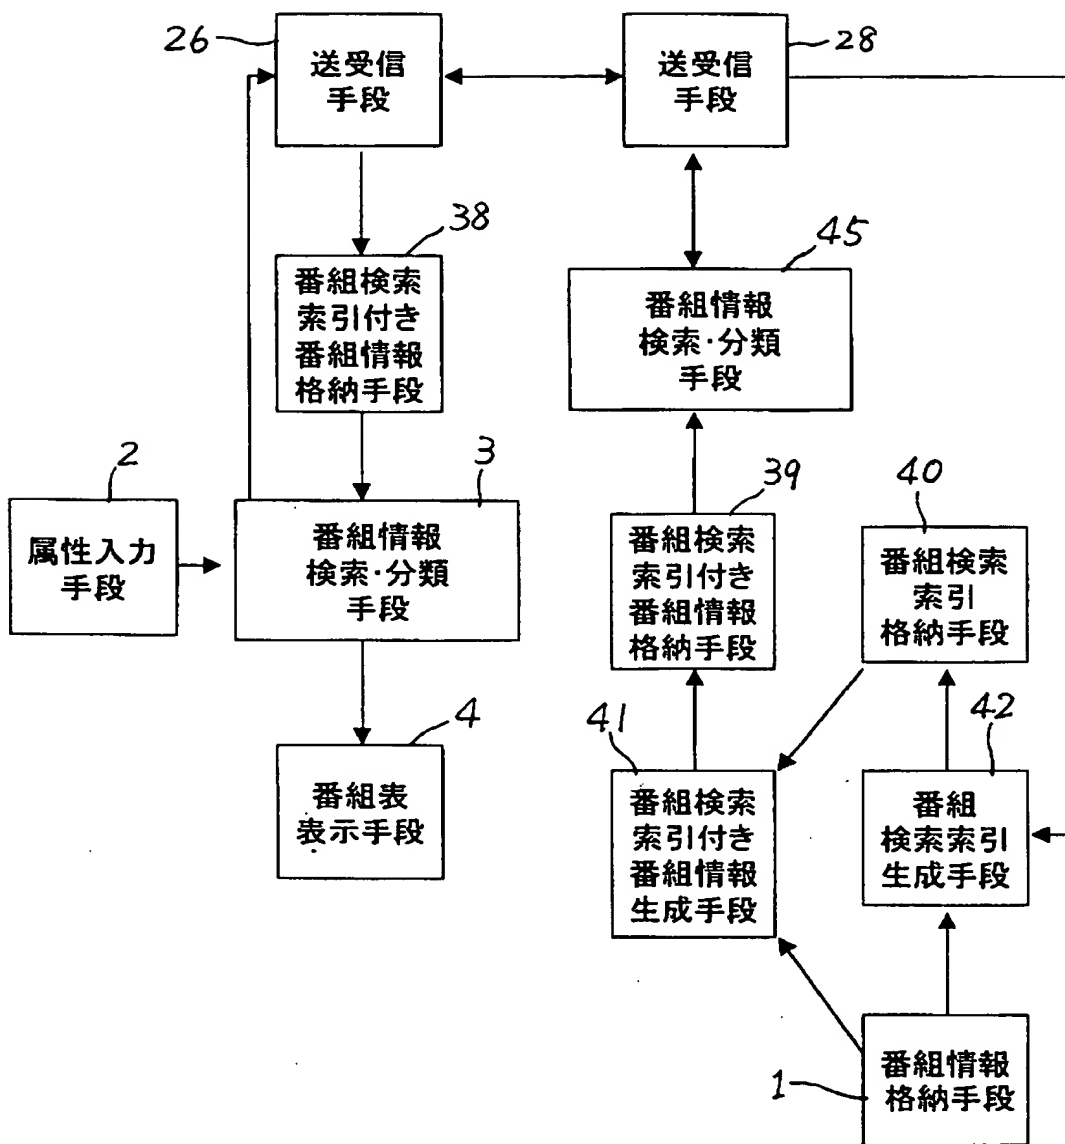 26
送受信
手段
送受信
手段
28
38
番組検索
索引付き
番組情報
格納手段
45
番組情報
検索・分類
手段
2
属性入力
手段
3
番組情報
検索・分類
手段
39
番組検索
索引付き
番組情報
格納手段
40
番組検索
索引
格納手段
4
番組表
表示手段
41
番組検索
索引付き
番組情報
生成手段
42
番組
検索索引
生成手段
1
番組情報
格納手段